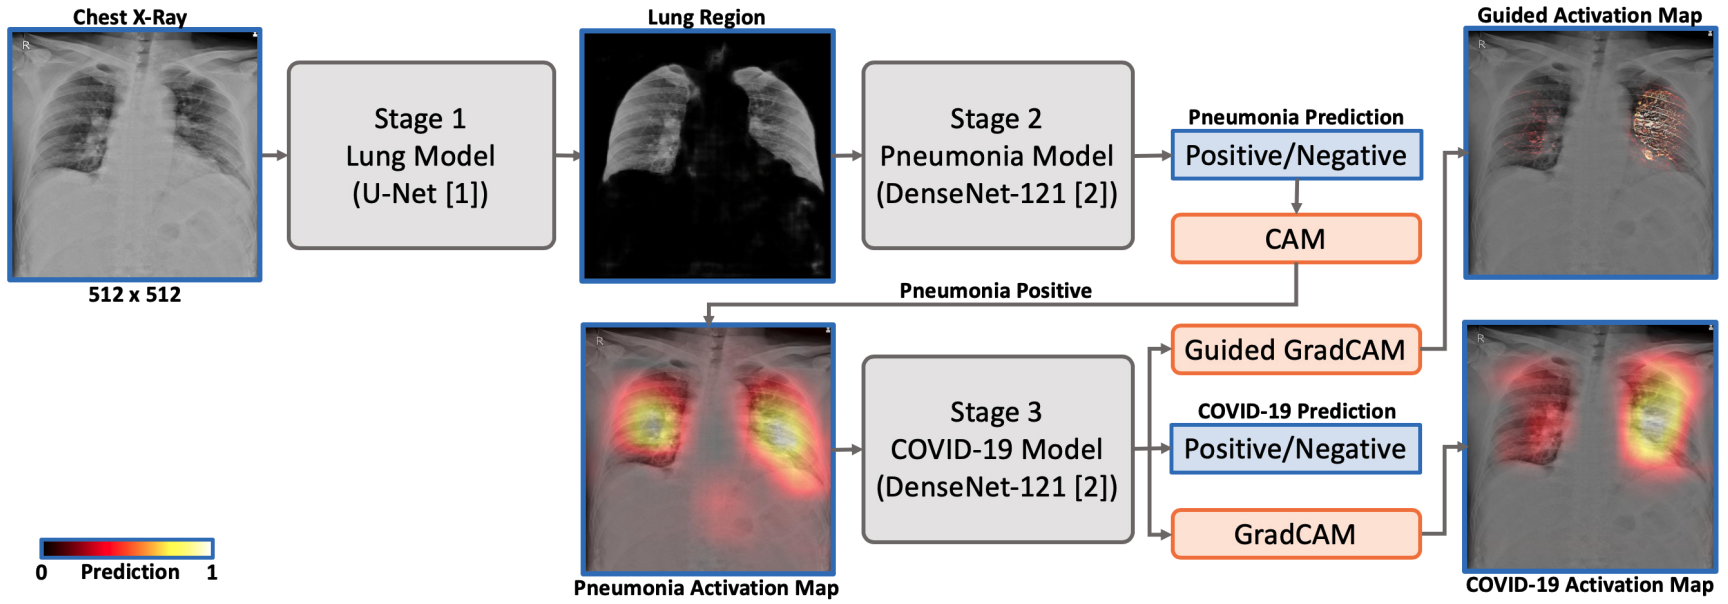 Chest X-Ray
R
512 x 512
Stage 1
Lung Model
(U-Net [1])
Lung Region
Stage 2
Pneumonia Model
(DenseNet-121 [2])
Pneumonia Prediction
Positive/Negative
CAM
Guided Activation Map
R
Pneumonia Positive
R
Pneumonia Activation Map
Stage 3
COVID-19 Model
(DenseNet-121 [2])
Guided GradCAM
COVID-19 Prediction
Positive/Negative
GradCAM
R
COVID-19 Activation Map
0 Prediction 1